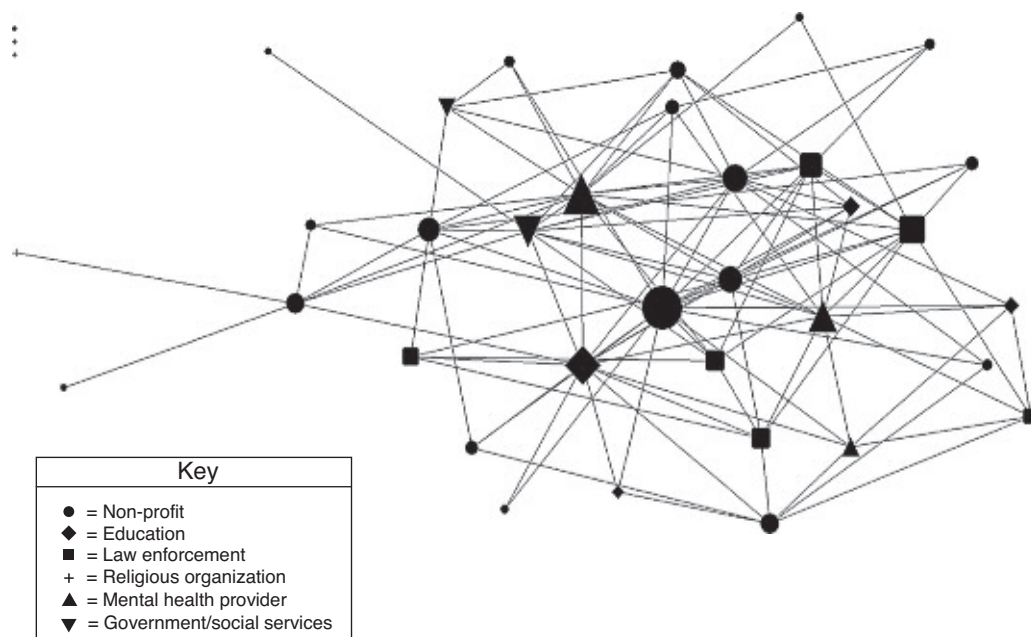 Key
● = Non-profit
◆ = Education
■ = Law enforcement
+ = Religious organization
▲ = Mental health provider
▼ = Government/social services